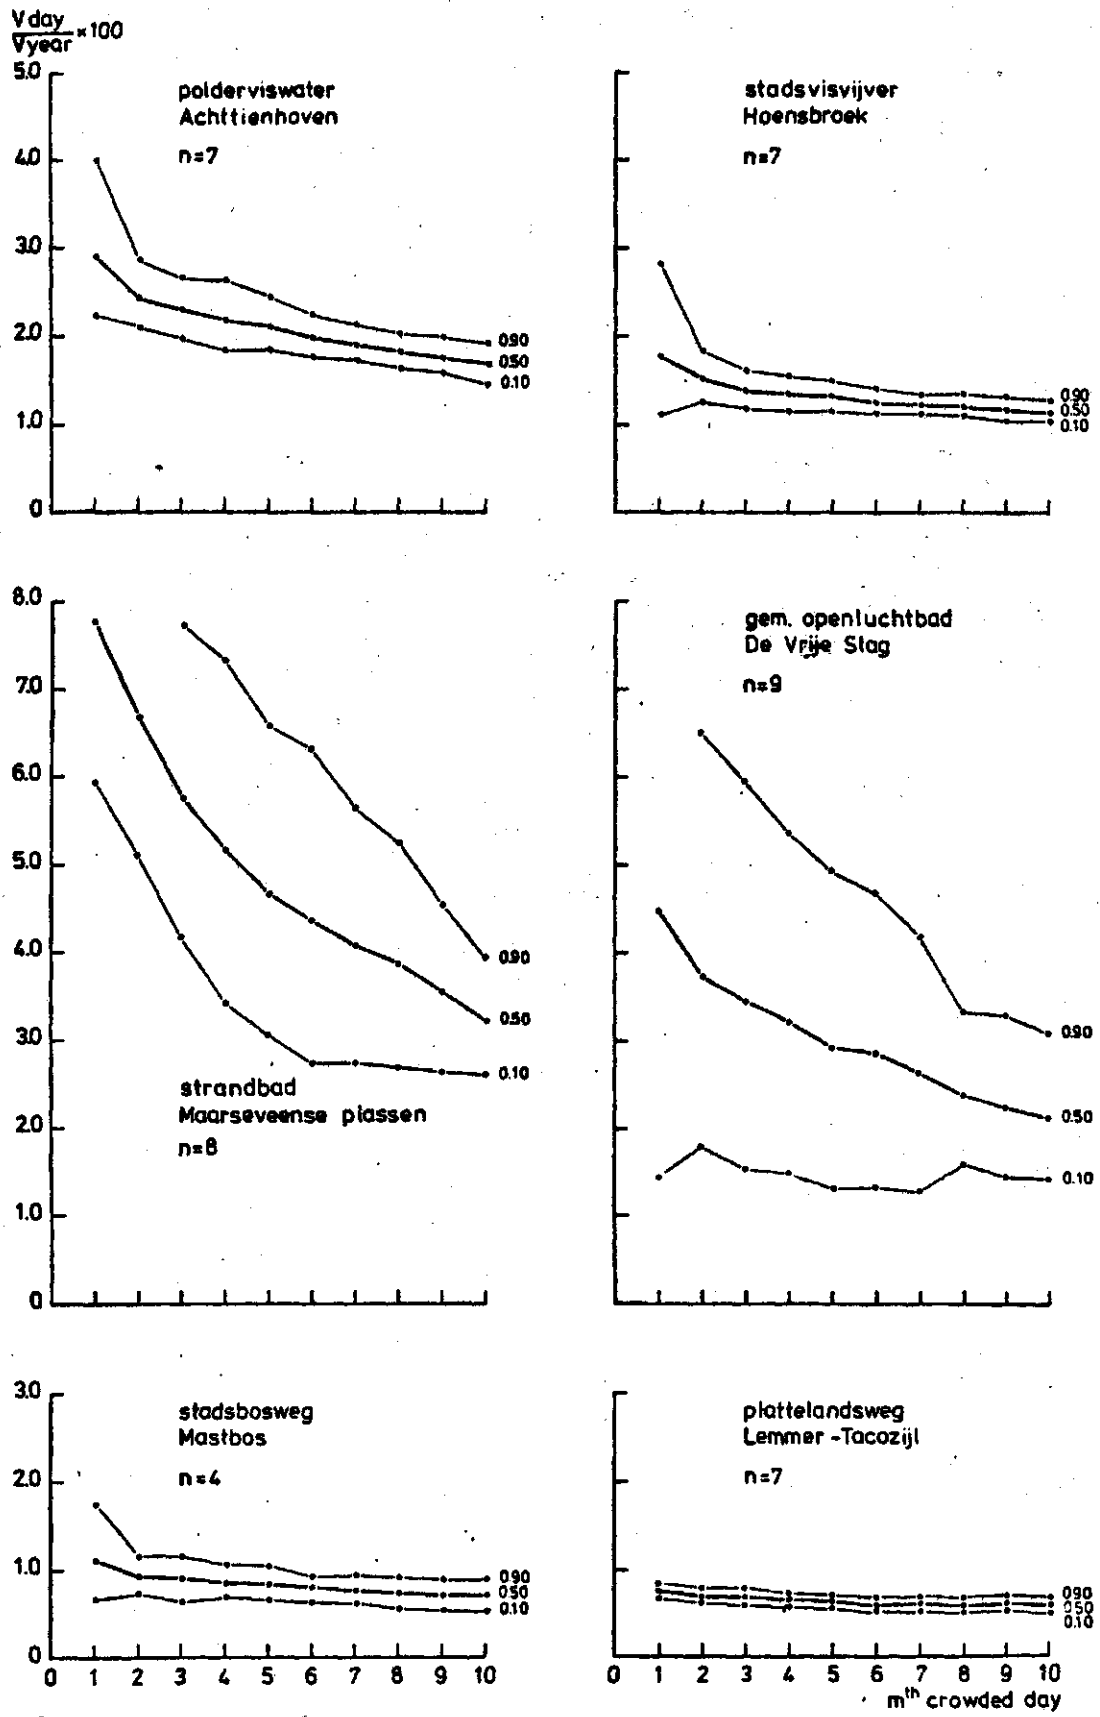 Vday
Vyear ×100
5.0
4.0
3.0
2.0
1.0
0
polderviswater
Achttienhoven
n=7
0.90
0.50
0.10
stadsvisvijver
Hoensbroek
n=7
0.90
0.50
0.10
8.0
7.0
6.0
5.0
4.0
3.0
2.0
1.0
0
strandbad
Maarseveense plassen
n=8
0.90
0.50
0.10
gem. openluchtbad
De Vrije Slag
n=9
0.90
0.50
0.10
3.0
2.0
1.0
0
stadsbosweg
Mastbos
n=4
0.90
0.50
0.10
0 1 2 3 4 5 6 7 8 9 10
plattelandsweg
Lemmer-Tacozijl
n=7
0.90
0.50
0.10
0 1 2 3 4 5 6 7 8 9 10
mth crowded day